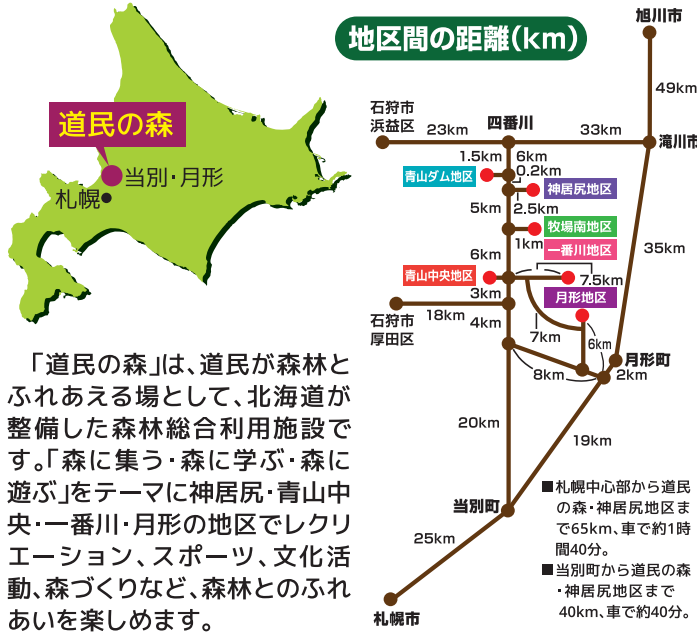 道民の森
当別・月形
札幌
「道民の森」は、道民が森林と
ふれあえる場として、北海道が
整備した森林総合利用施設で
す。「森に集う・森に学ぶ・森に
遊ぶ」をテーマに神居尻・青山中
央・一番川・月形の地区でレクリ
エーション、スポーツ、文化活
動、森づくりなど、森林とのふれ
あいを楽しめます。
地区間の距離(km)
旭川市
49km
石狩市
浜益区
23km
四番川
33km
滝川市
1.5km
6km
0.2km
青山ダム地区
神居尻地区
5km
2.5km
牧場南地区
1km
一番川地区
35km
6km
青山中央地区
7.5km
3km
月形地区
18km
石狩市
厚田区
4km
7km
6km
月形町
8km
2km
20km
19km
当別町
25km
札幌市
■札幌中心部から道民
の森・神居尻地区ま
で65km、車で約1時
間40分。
■当別町から道民の森
・神居尻地区まで
40km、車で約40分。